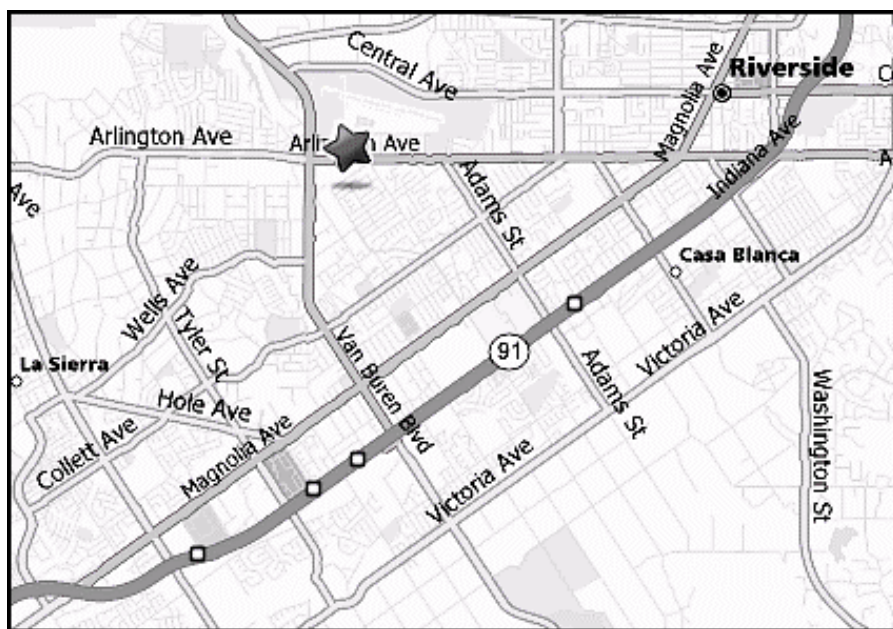 Central Ave
Magnolia Ave
Riverside
C
Arlington Ave
Arlin n Ave
Indiana Ave
A
Ave
Adams St
Casa Blanca
Wells Ave
Tyler St
Victoria Ave
La Sierra
Van Buren Blvd
91
Adams St
Washington St
Hole Ave
Collett Ave
Magnolia Ave
Victoria Ave